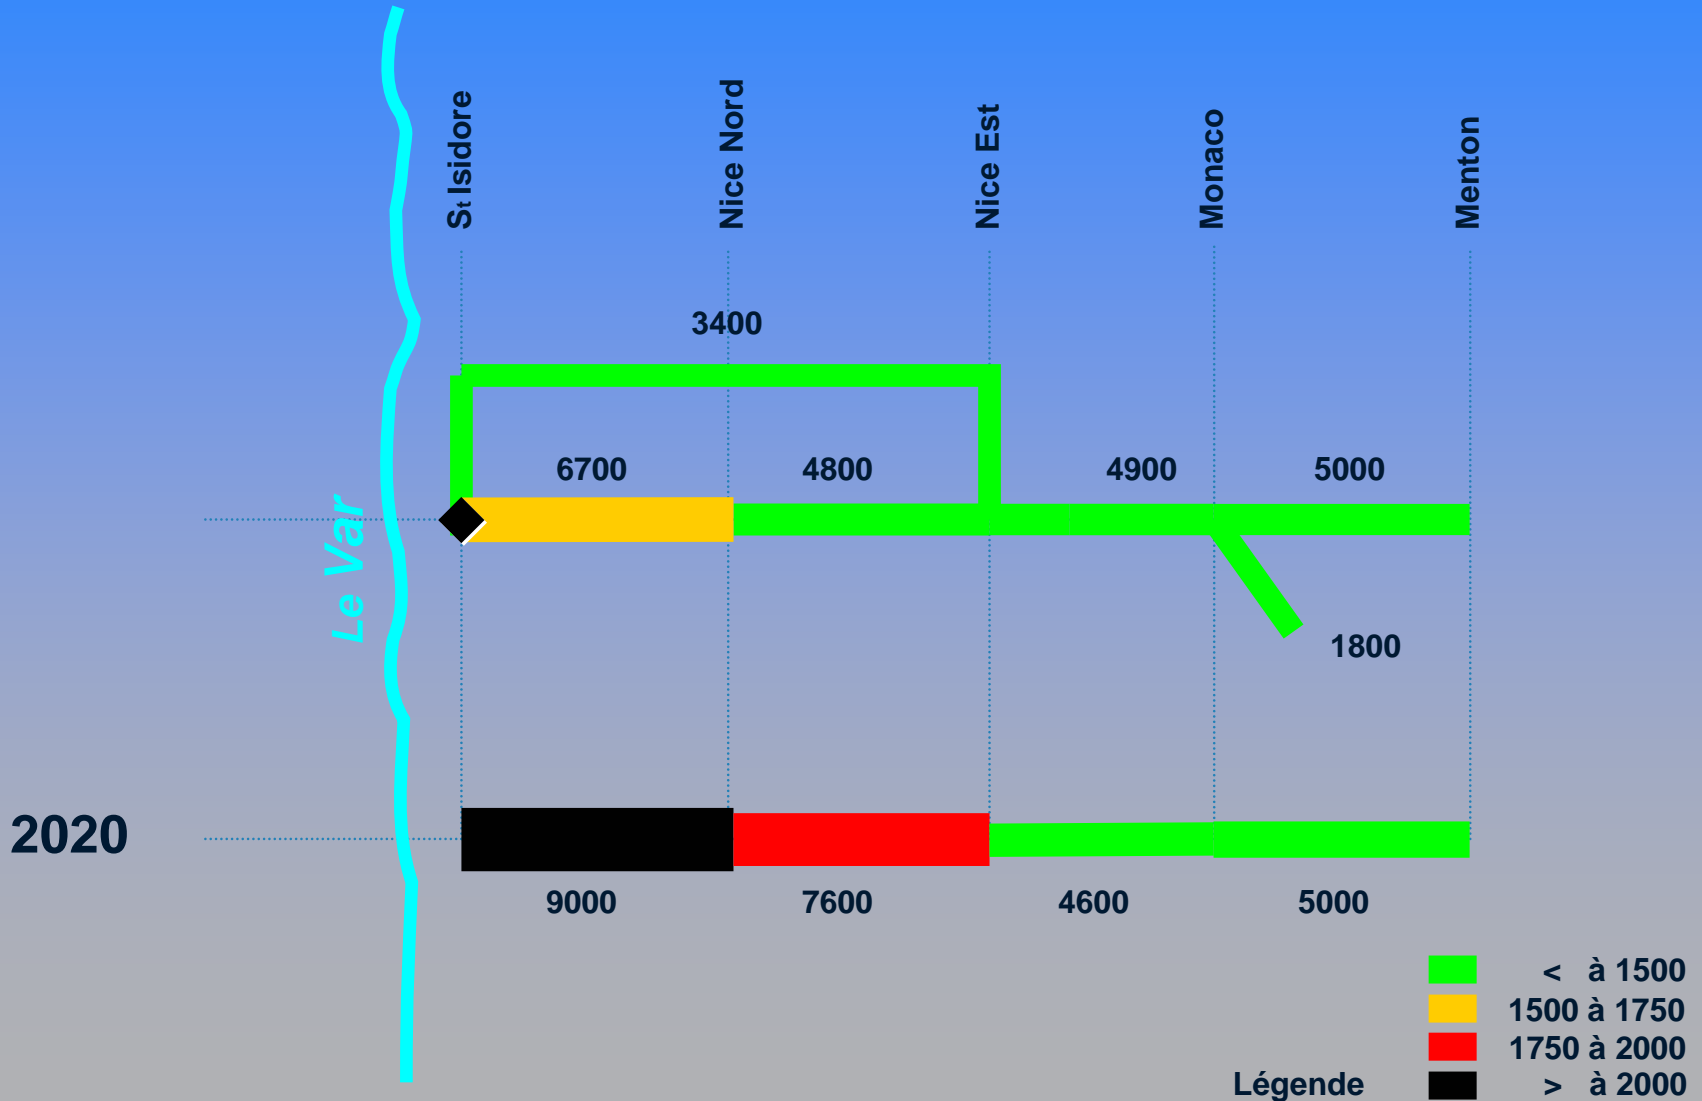 St Isidore
Nice Nord
Nice Est
Monaco
Menton
3400
6700 4800 4900 5000
Le Var
1800
2020
9000 7600 4600 5000
< à 1500
1500 à 1750
1750 à 2000
Légende > à 2000